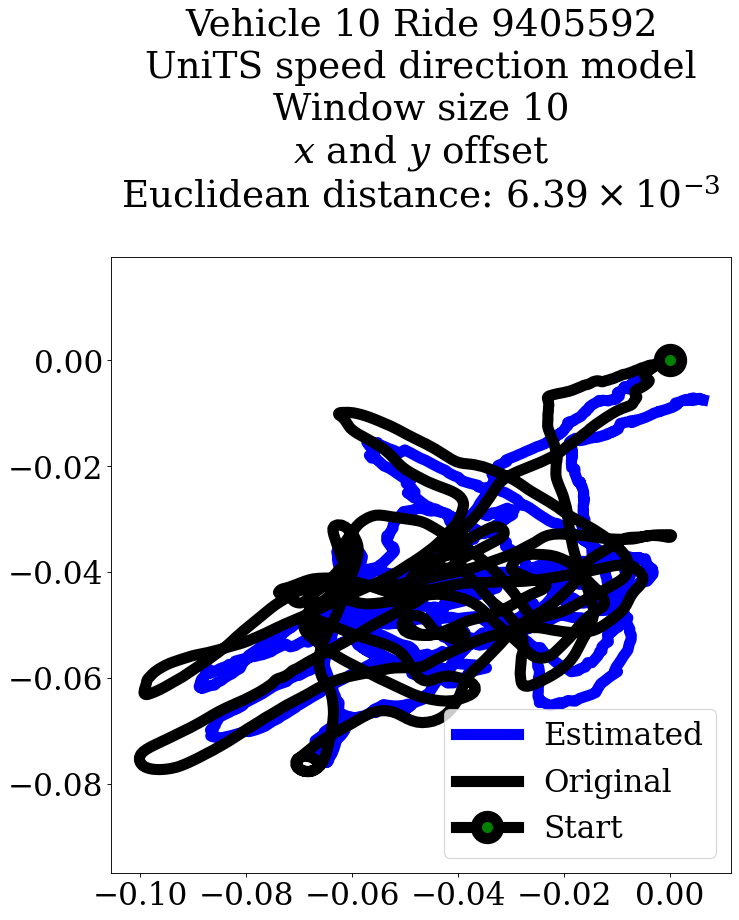 Vehicle 10 Ride 9405592
UniTS speed direction model
Window size 10
x and y offset
Euclidean distance: 6.39 × 10⁻³
0.00
−0.02
−0.04
−0.06
−0.08
Estimated
Original
Start
−0.10 −0.08 −0.06 −0.04 −0.02 0.00